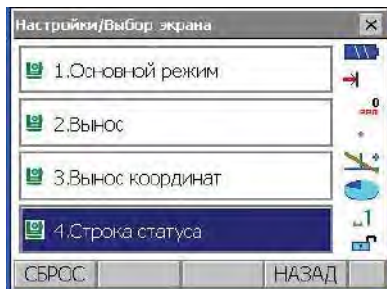 Настройки/Выбор экрана
1.Основной режим
2.Вынос
3.Вынос координат
4.Строка статуса
СБРОС
НАЗАД